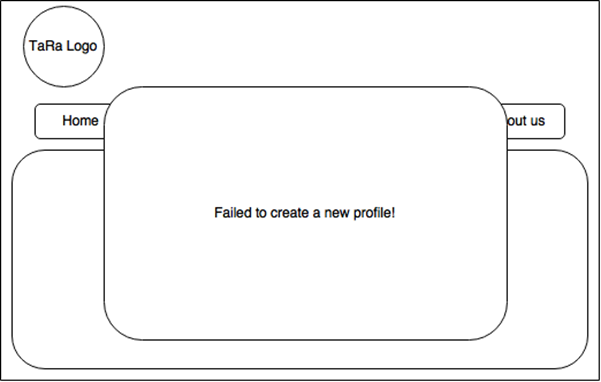 TaRa Logo
Home
out us
Failed to create a new profile!